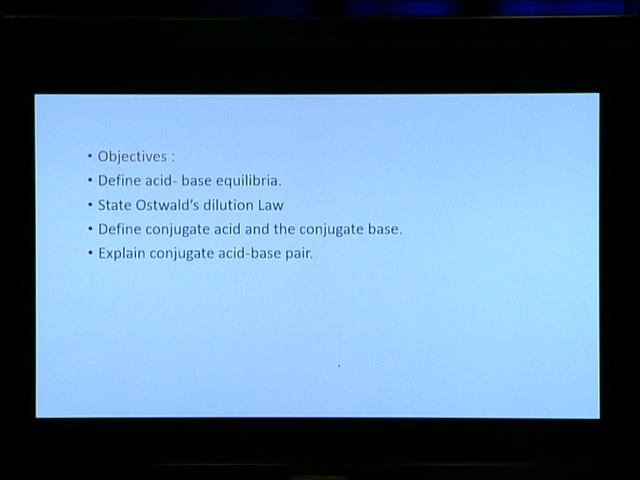 • Objectives :
• Define acid- base equilibria.
• State Ostwald's dilution Law
• Define conjugate acid and the conjugate base.
• Explain conjugate acid-base pair.